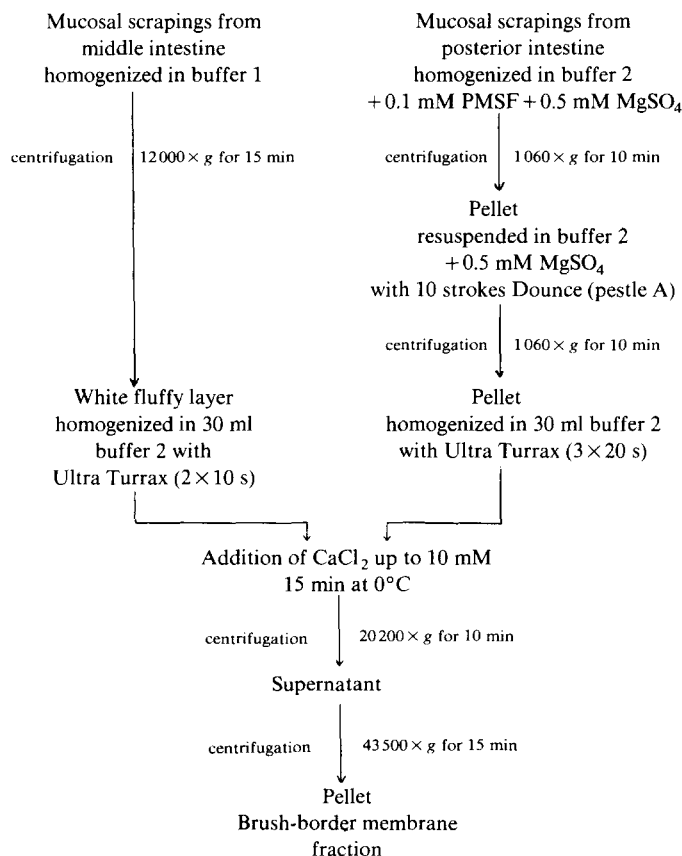 Mucosal scrapings from
middle intestine
homogenized in buffer 1
centrifugation
12000 × g for 15 min
White fluffy layer
homogenized in 30 ml
buffer 2 with
Ultra Turrax (2 × 10 s)
Mucosal scrapings from
posterior intestine
homogenized in buffer 2
+0.1 mM PMSF + 0.5 mM MgSO₄
centrifugation
1060 × g for 10 min
Pellet
resuspended in buffer 2
+0.5 mM MgSO₄
with 10 strokes Dounce (pestle A)
centrifugation
1060 × g for 10 min
Pellet
homogenized in 30 ml buffer 2
with Ultra Turrax (3 × 20 s)
Addition of CaCl₂ up to 10 mM
15 min at 0°C
centrifugation
20200 × g for 10 min
Supernatant
centrifugation
43500 × g for 15 min
Pellet
Brush-border membrane
fraction